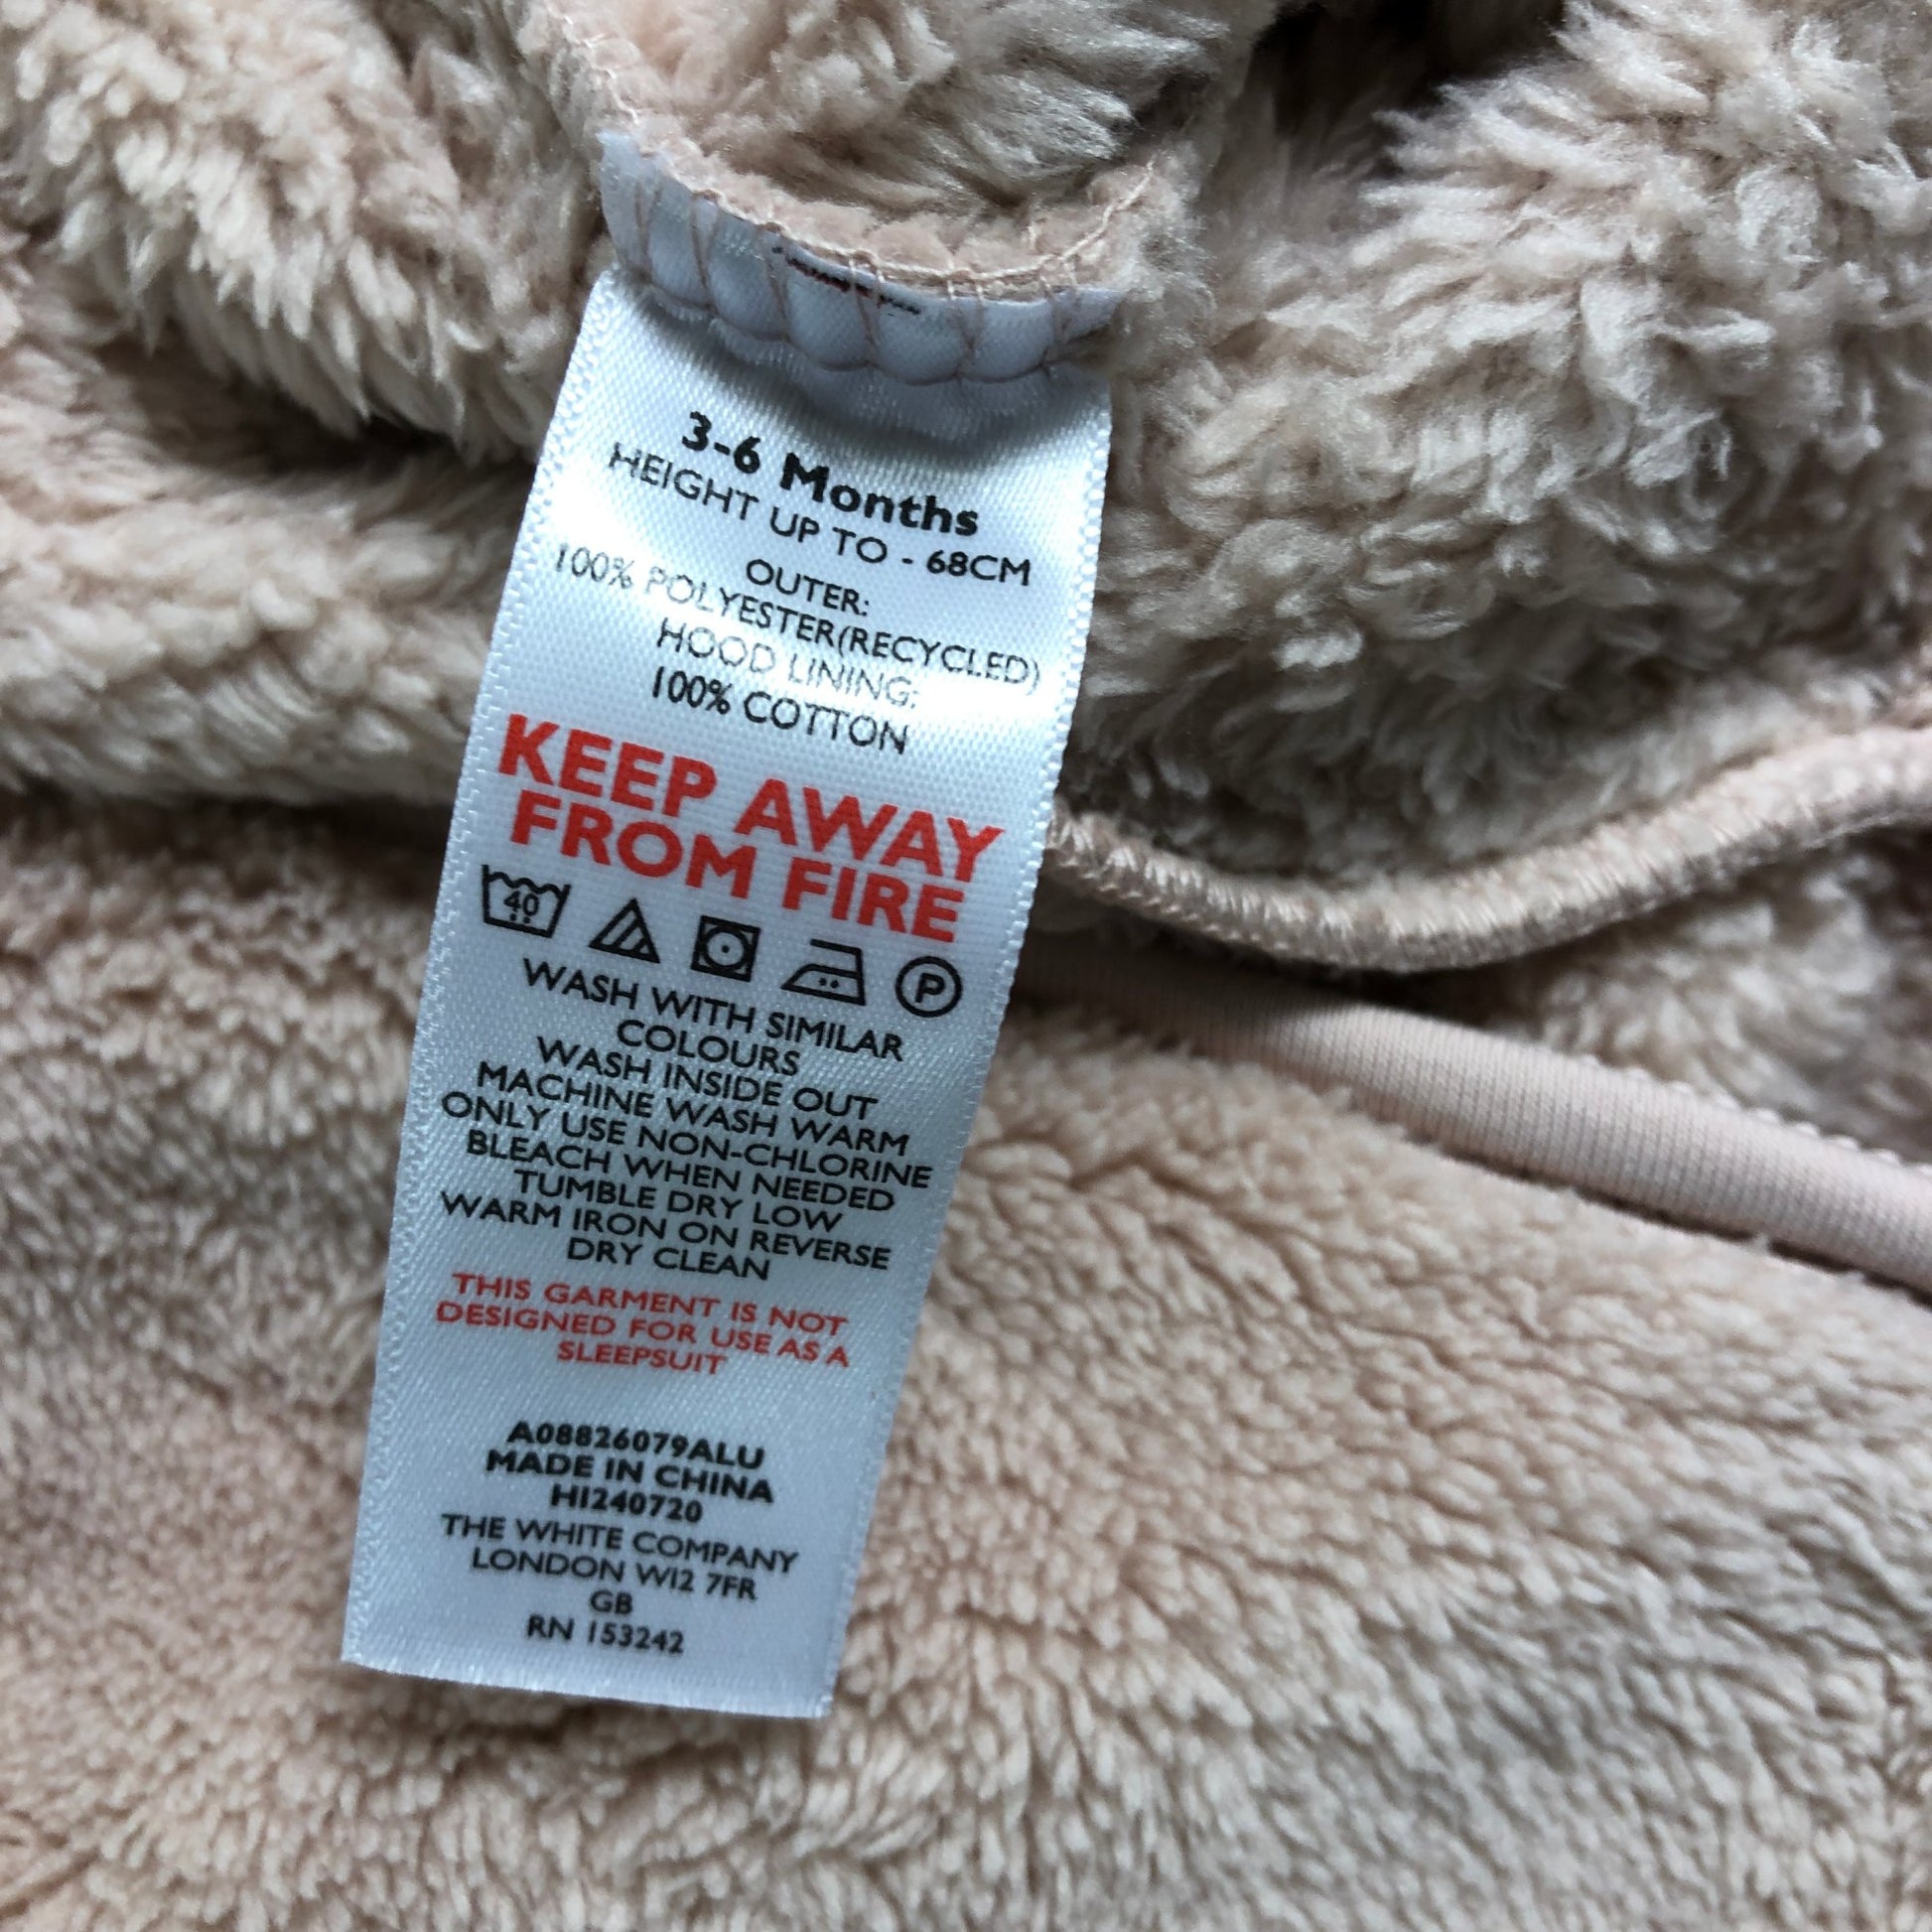 3-6 Months
HEIGHT UP TO - 68CM
OUTER:
100% POLYESTER(RECYCLED)
HOOD LINING:
100% COTTON
KEEP AWAY
FROM FIRE
40
P
WASH WITH SIMILAR
COLOURS
WASH INSIDE OUT
MACHINE WASH WARM
ONLY USE NON-CHLORINE
BLEACH WHEN NEEDED
TUMBLE DRY LOW
WARM IRON ON REVERSE
DRY CLEAN
THIS GARMENT IS NOT
DESIGNED FOR USE AS A
SLEEPSUIT
A08826079ALU
MADE IN CHINA
HI240720
THE WHITE COMPANY
LONDON W12 7FR
GB
RN 153242